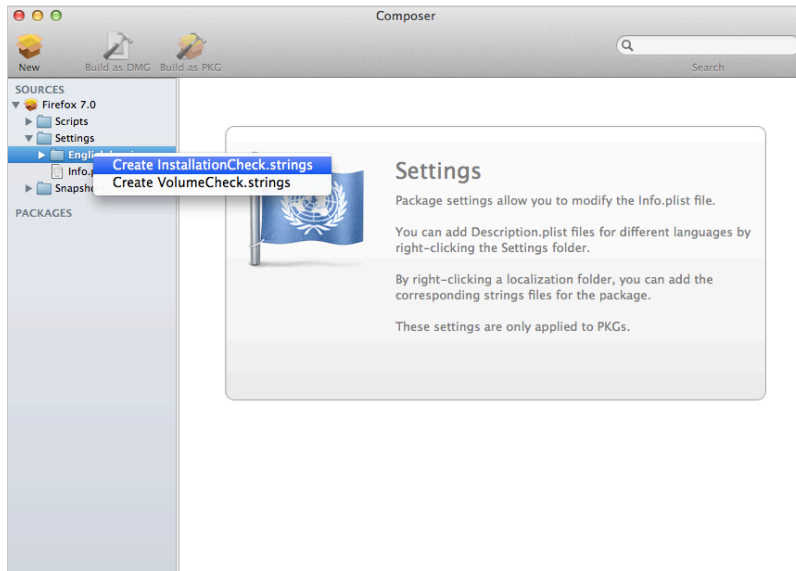 Composer
New
Build as DMG
Build as PKG
Search
SOURCES
Firefox 7.0
Scripts
Settings
Create InstallationCheck.strings
Create VolumeCheck.strings
PACKAGES
Settings
Package settings allow you to modify the Info.plist file.
You can add Description.plist files for different languages by
right-clicking the Settings folder.
By right-clicking a localization folder, you can add the
corresponding strings files for the package.
These settings are only applied to PKGs.